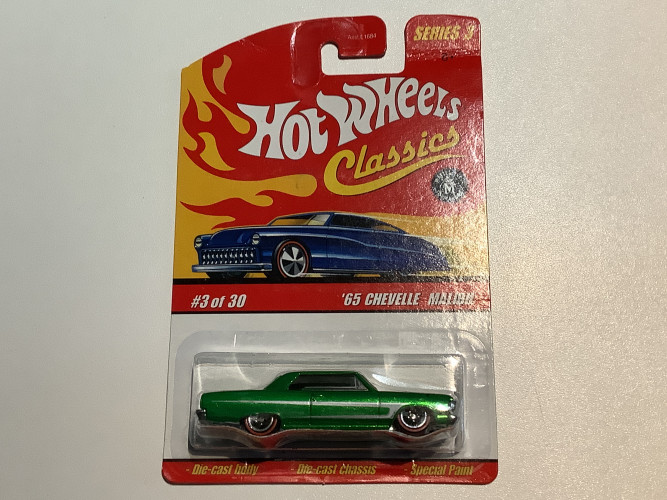 SERIES 3
HOT WHEELS
Classics
#3 of 30
'65 CHEVELLE MALIBU
- Die-cast body - Die-cast chassis - Special Paint